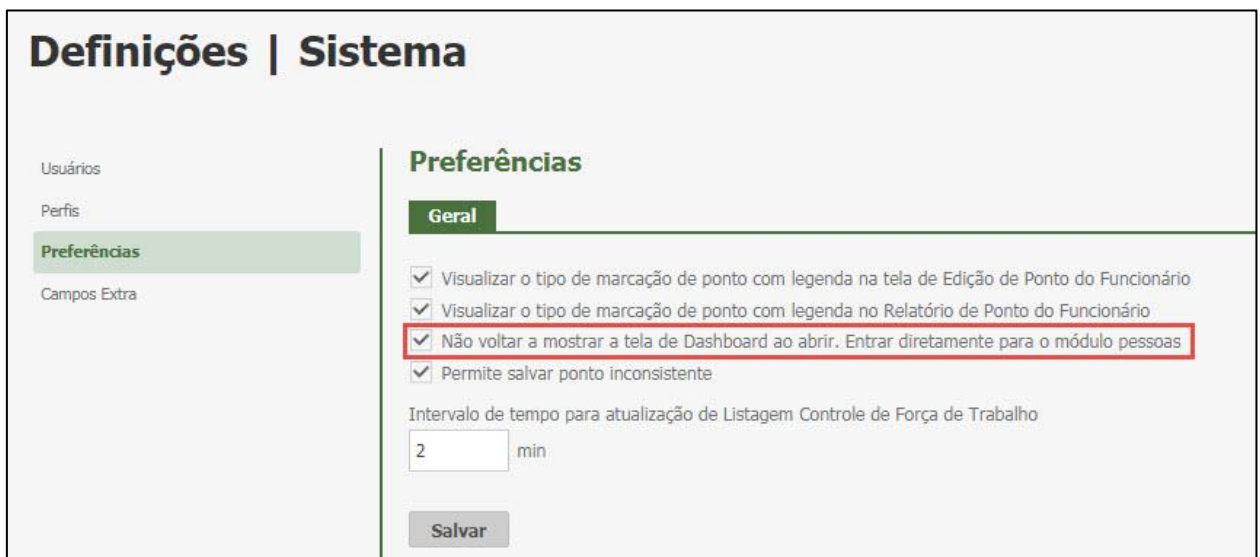 Definições | Sistema
Usuários
Perfis
Preferências
Campos Extra
Preferências
Geral
Visualizar o tipo de marcação de ponto com legenda na tela de Edição de Ponto do Funcionário
Visualizar o tipo de marcação de ponto com legenda no Relatório de Ponto do Funcionário
Não voltar a mostrar a tela de Dashboard ao abrir. Entrar diretamente para o módulo pessoas
Permite salvar ponto inconsistente
Intervalo de tempo para atualização de Listagem Controle de Força de Trabalho
2 min
Salvar